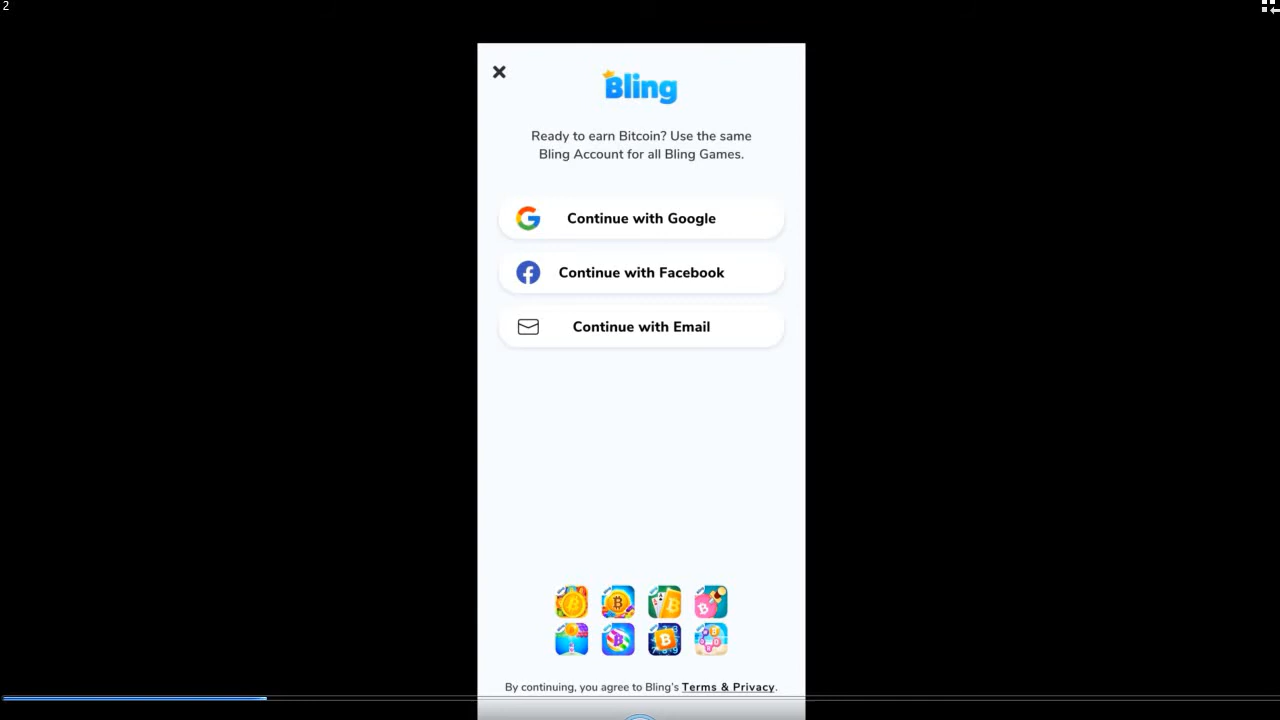 2
Bling
Ready to earn Bitcoin? Use the same
Bling Account for all Bling Games.
Continue with Google
Continue with Facebook
Continue with Email
By continuing, you agree to Bling's Terms & Privacy.